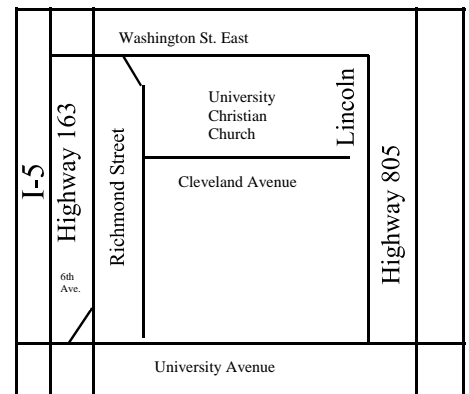 Washington St. East
University
Christian
Church
Lincoln
I-5
Highway 163
Richmond Street
Cleveland Avenue
Highway 805
6th
Ave.
University Avenue